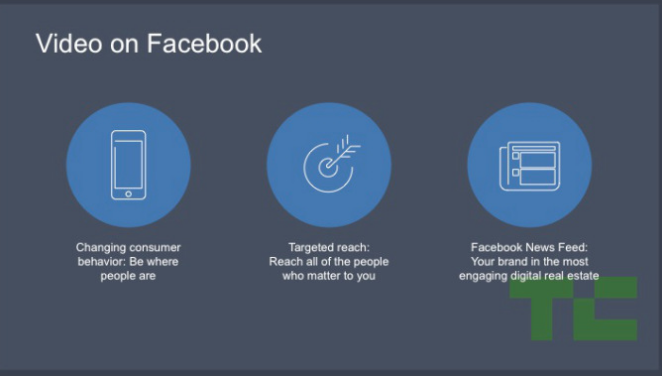 Video on Facebook
Changing consumer
behavior: Be where
people are
Targeted reach:
Reach all of the people
who matter to you
Facebook News Feed:
Your brand in the most
engaging digital real estate
TC